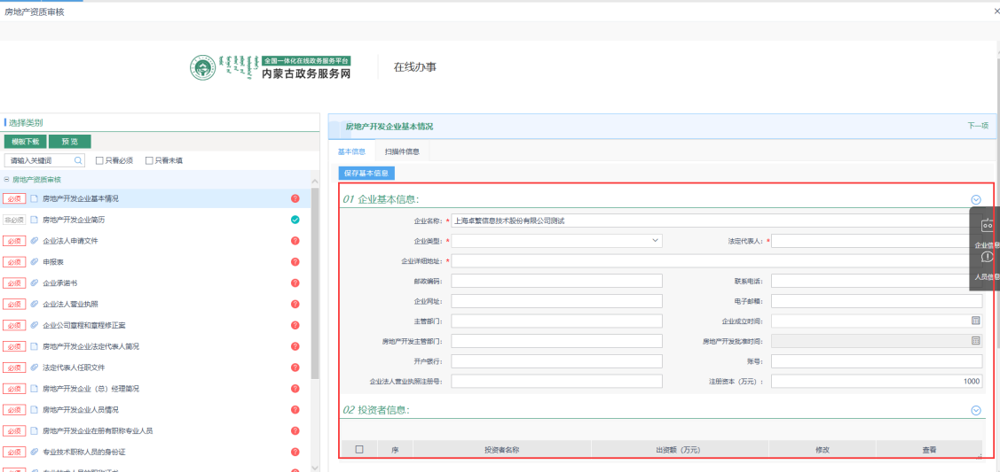 房地产资质审核
全国一体化在线政务服务平台
内蒙古政务服务网
在线办事
选择类别
模板下载 预 览
请输入关键词 只看必须 只看未填
房地产资质审核
必须 房地产开发企业基本情况
非必须 房地产开发企业简历
必须 企业法人申请文件
必须 申报表
必须 企业承诺书
必须 企业法人营业执照
必须 企业公司章程和章程修正案
必须 房地产开发企业法定代表人简况
必须 法定代表人任职文件
必须 房地产开发企业（总）经理简况
必须 房地产开发企业人员情况
必须 房地产开发企业在册有职称专业人员
必须 专业技术职称人员的身份证
房地产开发企业基本情况 下一项
基本信息 扫描件信息
保存基本信息
01 企业基本信息:
企业名称: * 上海卓繁信息技术股份有限公司测试
企业类型: * 法定代表人: *
企业详细地址: *
邮政编码: 联系电话:
企业网址: 电子邮箱:
主管部门: 企业成立时间:
房地产开发主管部门: 房地产开发批准时间:
开户银行: 账号:
企业法人营业执照注册号: 注册资本（万元）: 1000
02 投资者信息:
序 投资者名称 出资额（万元） 修改 查看
企业信息
人员信息